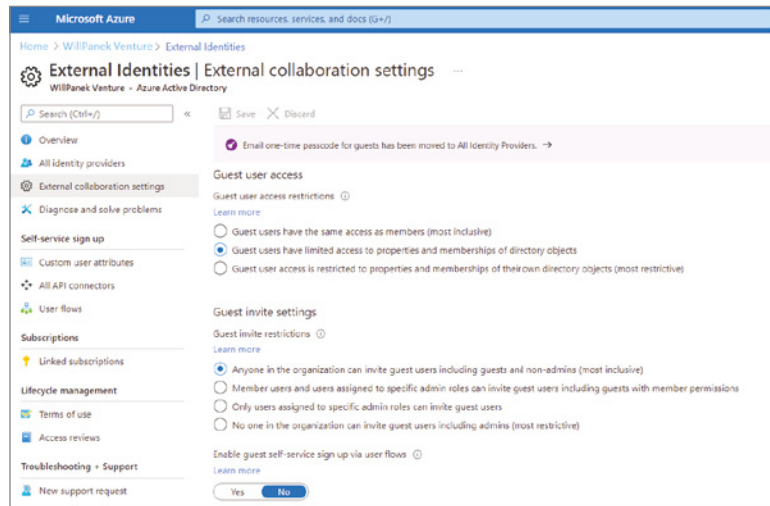 Microsoft Azure
Search resources, services, and docs (G+/)
Home > WillPanek Venture > External Identities
External Identities | External collaboration settings ...
WillPanek Venture - Azure Active Directory
Search (Ctrl+/)
«
Save
Discard
Overview
All identity providers
External collaboration settings
Diagnose and solve problems
Self-service sign up
Custom user attributes
All API connectors
User flows
Subscriptions
Linked subscriptions
Lifecycle management
Terms of use
Access reviews
Troubleshooting + Support
New support request
Email one-time passcode for guests has been moved to All Identity Providers. →
Guest user access
Guest user access restrictions
Learn more
Guest users have the same access as members (most inclusive)
Guest users have limited access to properties and memberships of directory objects
Guest user access is restricted to properties and memberships of theirown directory objects (most restrictive)
Guest invite settings
Guest invite restrictions
Learn more
Anyone in the organization can invite guest users including guests and non-admins (most inclusive)
Member users and users assigned to specific admin roles can invite guest users including guests with member permissions
Only users assigned to specific admin roles can invite guest users
No one in the organization can invite guest users including admins (most restrictive)
Enable guest self-service sign up via user flows
Learn more
Yes No